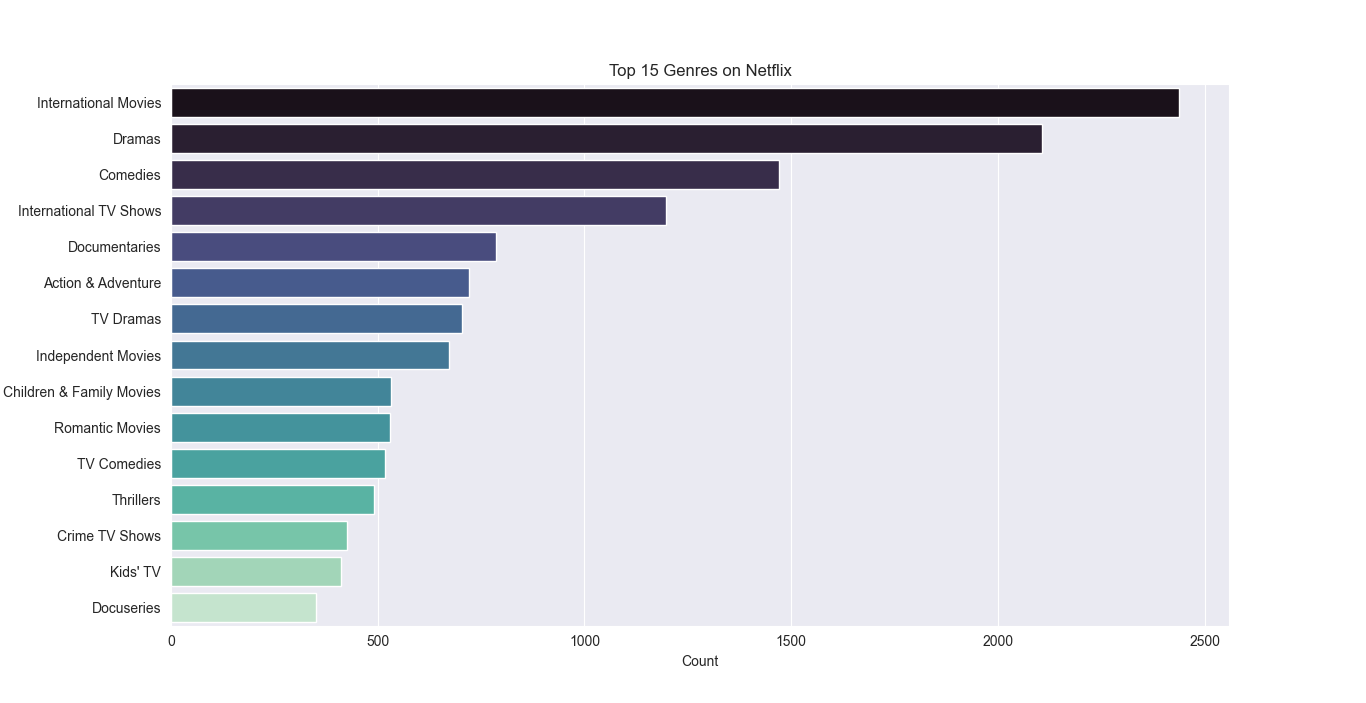 Top 15 Genres on Netflix
International Movies
Dramas
Comedies
International TV Shows
Documentaries
Action & Adventure
TV Dramas
Independent Movies
Children & Family Movies
Romantic Movies
TV Comedies
Thrillers
Crime TV Shows
Kids' TV
Docuseries
0 500 1000 1500 2000 2500
Count